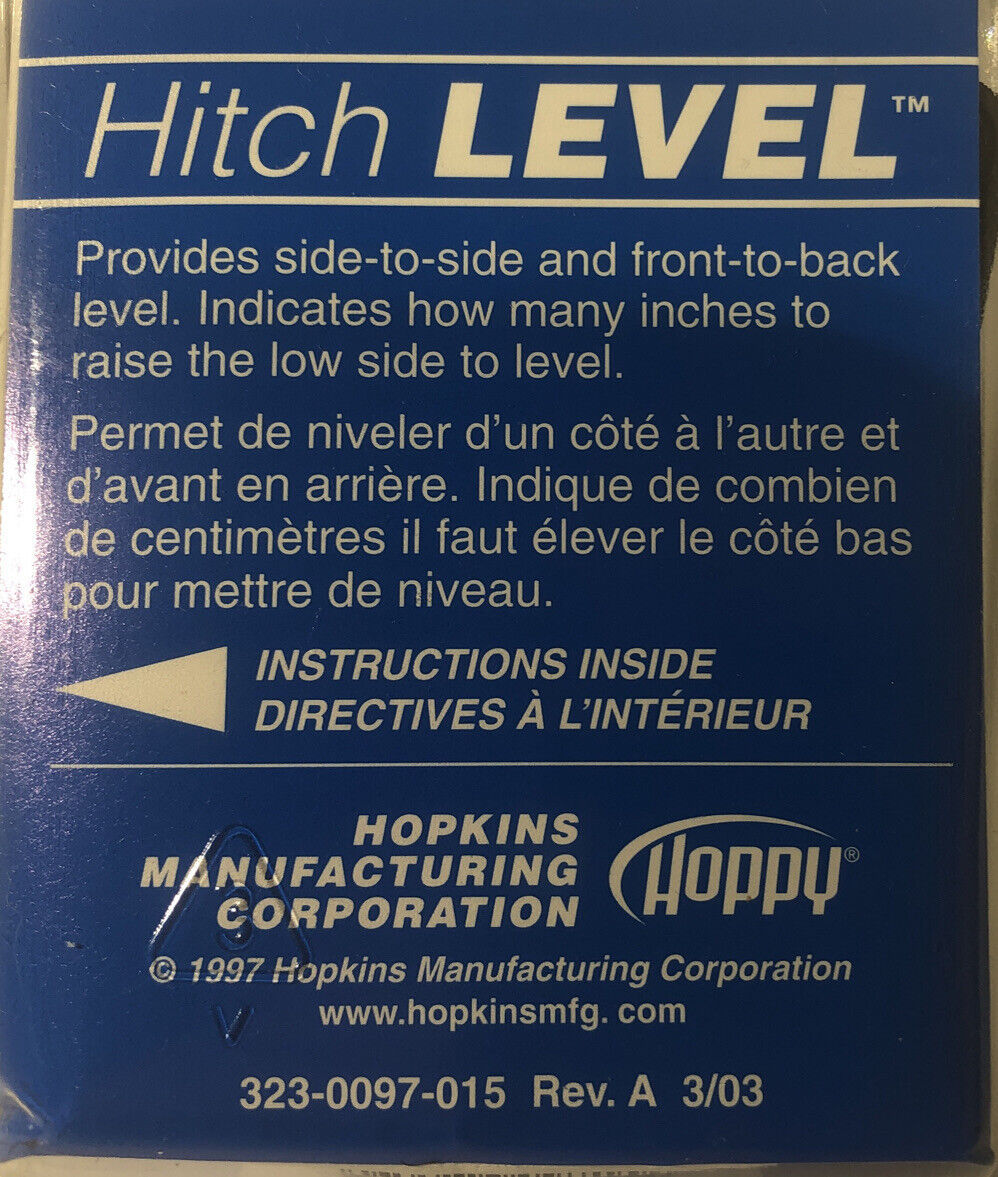 Hitch LEVEL™
Provides side-to-side and front-to-back
level. Indicates how many inches to
raise the low side to level.
Permet de niveler d'un côté à l'autre et
d'avant en arrière. Indique de combien
de centimètres il faut élever le côté bas
pour mettre de niveau.
INSTRUCTIONS INSIDE
DIRECTIVES À L'INTÉRIEUR
HOPKINS
MANUFACTURING
CORPORATION
HOPPY®
3
V
© 1997 Hopkins Manufacturing Corporation
www.hopkinsmfg. com
323-0097-015 Rev. A 3/03